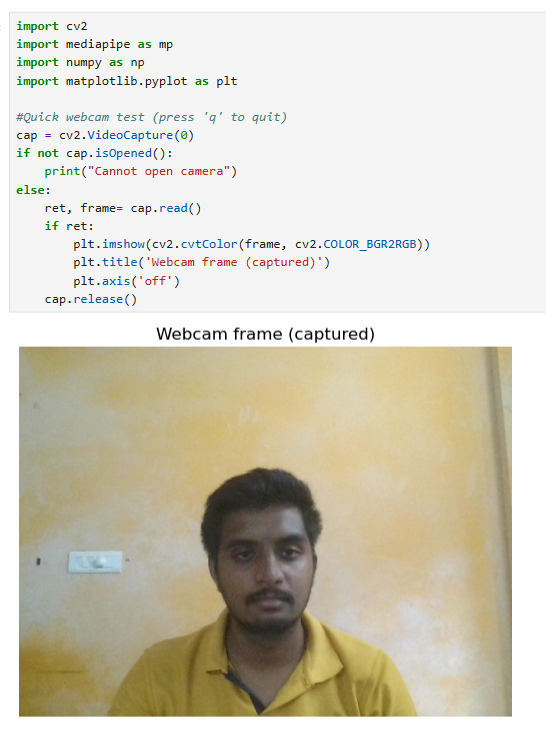 import cv2
import mediapipe as mp
import numpy as np
import matplotlib.pyplot as plt
#Quick webcam test (press 'q' to quit)
cap = cv2.VideoCapture(0)
if not cap.isOpened():
    print("Cannot open camera")
else:
    ret, frame= cap.read()
    if ret:
        plt.imshow(cv2.cvtColor(frame, cv2.COLOR_BGR2RGB))
        plt.title('Webcam frame (captured)')
        plt.axis('off')
    cap.release()
Webcam frame (captured)